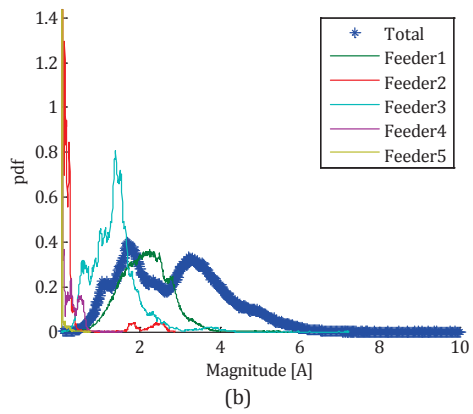 1.4
1.2
1
0.8
0.6
0.4
0.2
0
pdf
Total
Feeder1
Feeder2
Feeder3
Feeder4
Feeder5
2 4 6 8 10
Magnitude [A]
(b)